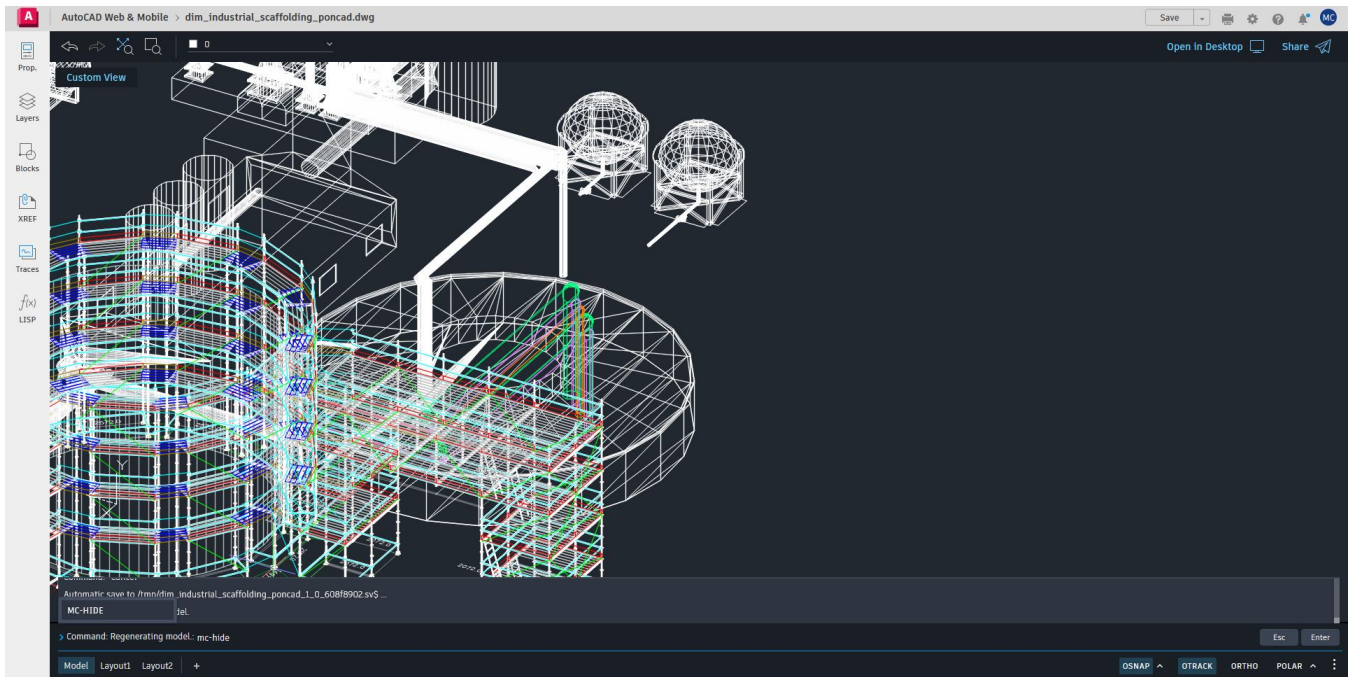 A AutoCAD Web & Mobile > dim_industrial_scaffolding_poncad.dwg Save MC
0 Open in Desktop Share
Prop.
Custom View
Layers
Blocks
XREF
Traces
f(x)
LISP
Y
X
Automatic save to /tmp/dim_industrial_scaffolding_poncad_1_0_608f8902.sv$ ...
MC-HIDE
del.
> Command: Regenerating model.: mc-hide Esc Enter
Model Layout1 Layout2 + OSNAP OTRACK ORTHO POLAR